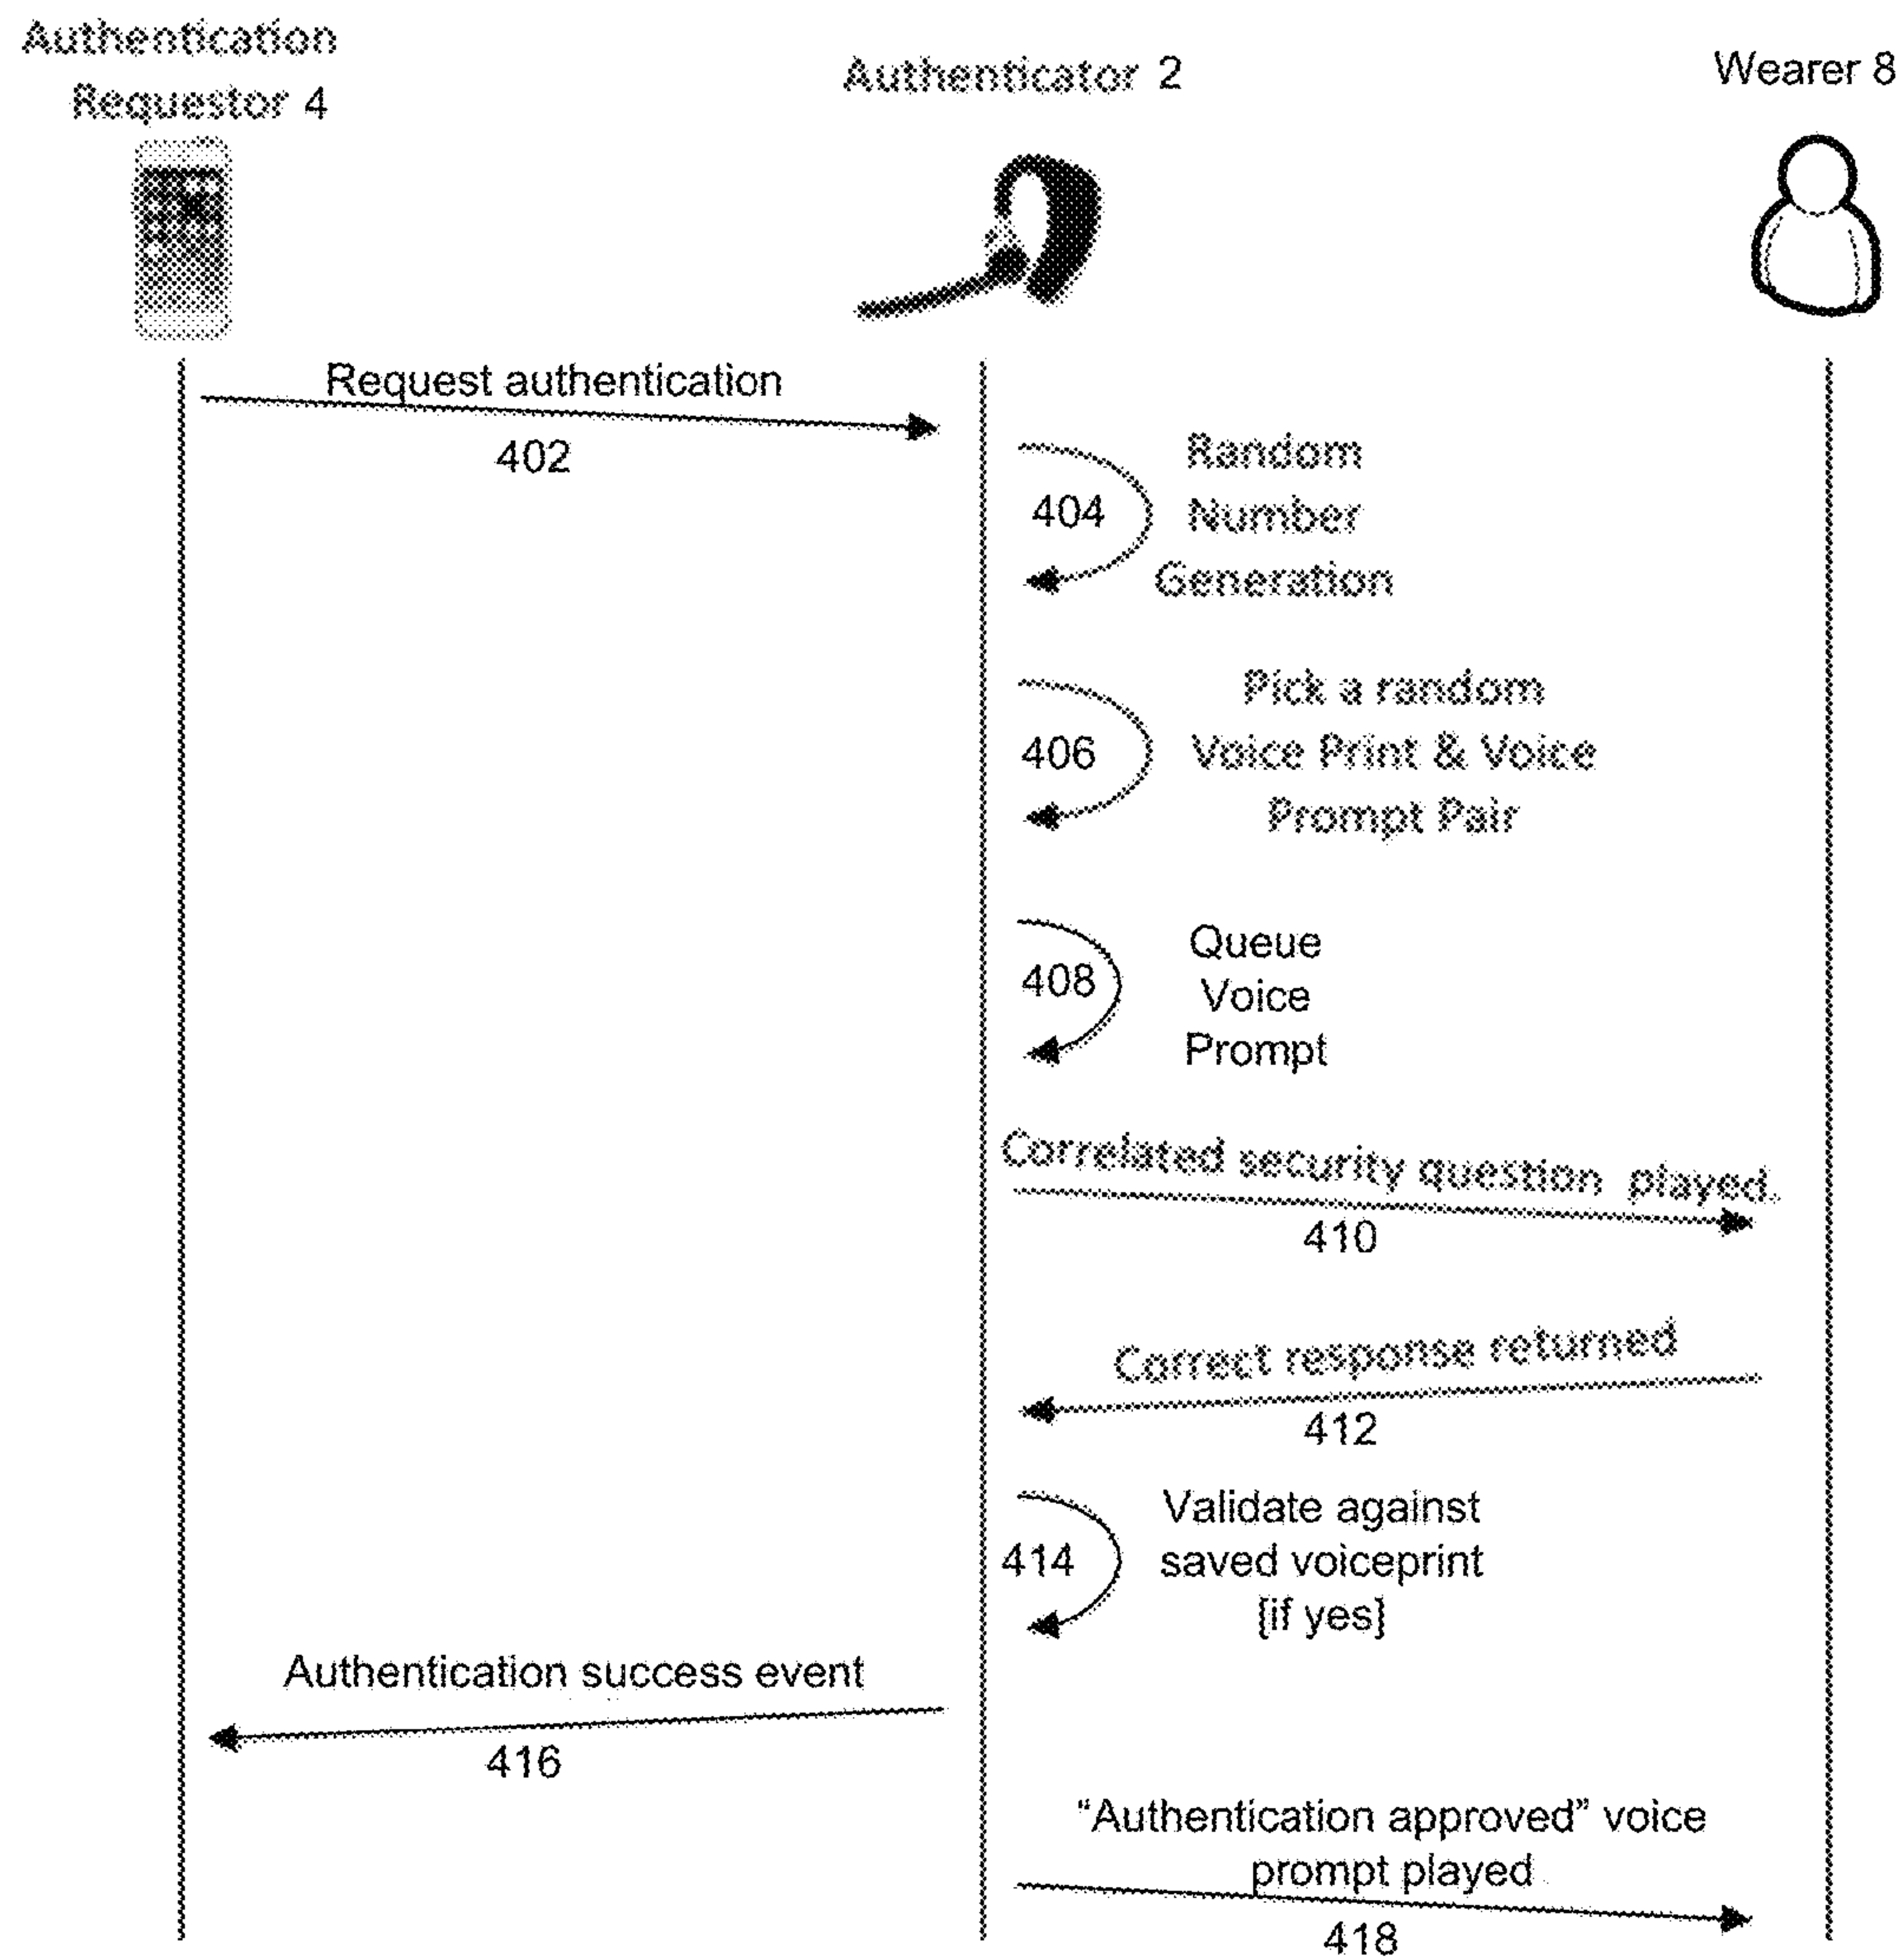 Authentication
Requestor 4
Authenticator 2
Wearer 8
Request authentication
402
404
Random
Number
Generation
406
Pick a random
Voice Print & Voice
Prompt Pair
408
Queue
Voice
Prompt
Correlated security question played.
410
Correct response returned
412
414
Validate against
saved voiceprint
[if yes]
Authentication success event
416
“Authentication approved” voice
prompt played
418